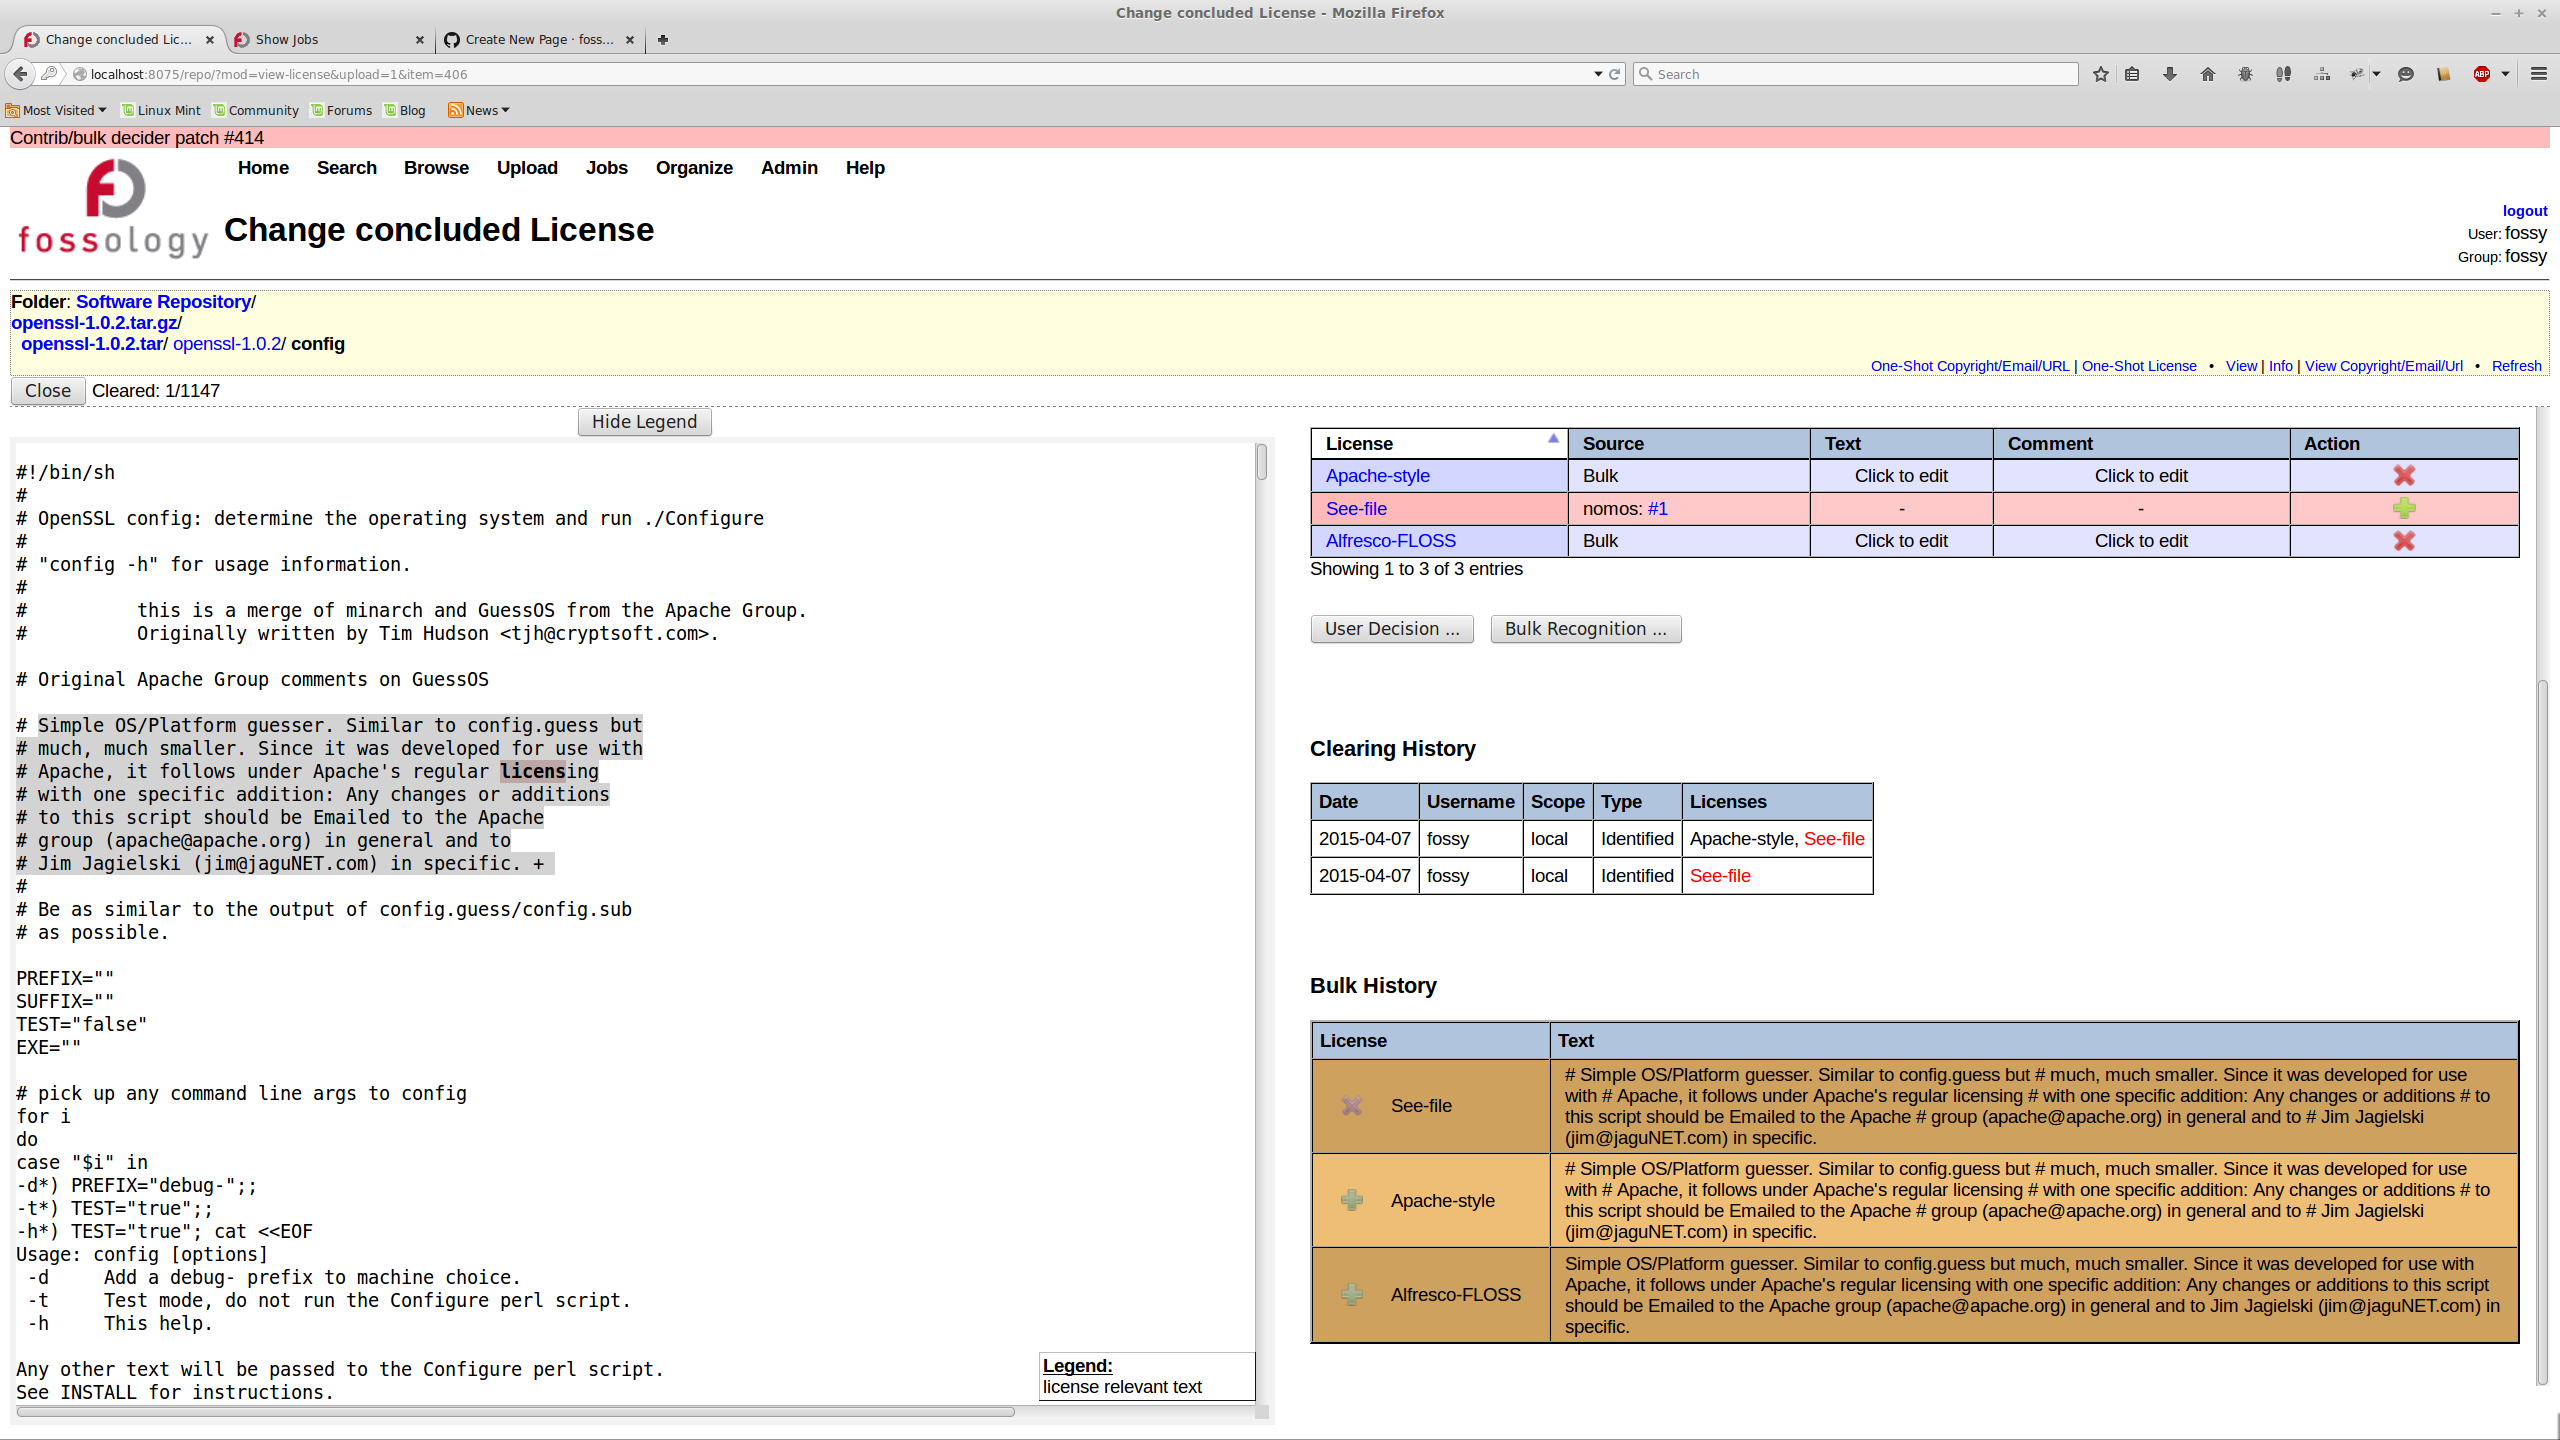 Change concluded License - Mozilla Firefox
Change concluded Lic...
Show Jobs
Create New Page · foss...
localhost:8075/repo/?mod=view-license&upload=1&item=406
Search
ABP
Most Visited
Linux Mint
Community
Forums
Blog
News
Contrib/bulk decider patch #414
Home Search Browse Upload Jobs Organize Admin Help
fossology
Change concluded License
logout
User: fossy
Group: fossy
Folder: Software Repository/
openssl-1.0.2.tar.gz/
openssl-1.0.2.tar/ openssl-1.0.2/ config
One-Shot Copyright/Email/URL | One-Shot License • View | Info | View Copyright/Email/Url • Refresh
Close Cleared: 1/1147
Hide Legend
#!/bin/sh
#
# OpenSSL config: determine the operating system and run ./Configure
#
# "config -h" for usage information.
#
#          this is a merge of minarch and GuessOS from the Apache Group.
#          Originally written by Tim Hudson <tjh@cryptsoft.com>.
# Original Apache Group comments on GuessOS
# Simple OS/Platform guesser. Similar to config.guess but
# much, much smaller. Since it was developed for use with
# Apache, it follows under Apache's regular licensing
# with one specific addition: Any changes or additions
# to this script should be Emailed to the Apache
# group (apache@apache.org) in general and to
# Jim Jagielski (jim@jaguNET.com) in specific. +
#
# Be as similar to the output of config.guess/config.sub
# as possible.
PREFIX=""
SUFFIX=""
TEST="false"
EXE=""
# pick up any command line args to config
for i
do
case "$i" in
-d*) PREFIX="debug-";;
-t*) TEST="true";;
-h*) TEST="true"; cat <<EOF
Usage: config [options]
 -d     Add a debug- prefix to machine choice.
 -t     Test mode, do not run the Configure perl script.
 -h     This help.
Any other text will be passed to the Configure perl script.
See INSTALL for instructions.
Legend:
license relevant text
License Source Text Comment Action
Apache-style Bulk Click to edit Click to edit
See-file nomos: #1 - -
Alfresco-FLOSS Bulk Click to edit Click to edit
Showing 1 to 3 of 3 entries
User Decision ... Bulk Recognition ...
Clearing History
Date Username Scope Type Licenses
2015-04-07 fossy local Identified Apache-style, See-file
2015-04-07 fossy local Identified See-file
Bulk History
License Text
See-file
# Simple OS/Platform guesser. Similar to config.guess but # much, much smaller. Since it was developed for use
with # Apache, it follows under Apache's regular licensing # with one specific addition: Any changes or additions # to
this script should be Emailed to the Apache # group (apache@apache.org) in general and to # Jim Jagielski
(jim@jaguNET.com) in specific.
Apache-style
# Simple OS/Platform guesser. Similar to config.guess but # much, much smaller. Since it was developed for use
with # Apache, it follows under Apache's regular licensing # with one specific addition: Any changes or additions # to
this script should be Emailed to the Apache # group (apache@apache.org) in general and to # Jim Jagielski
(jim@jaguNET.com) in specific.
Alfresco-FLOSS
Simple OS/Platform guesser. Similar to config.guess but much, much smaller. Since it was developed for use with
Apache, it follows under Apache's regular licensing with one specific addition: Any changes or additions to this script
should be Emailed to the Apache group (apache@apache.org) in general and to Jim Jagielski (jim@jaguNET.com) in
specific.